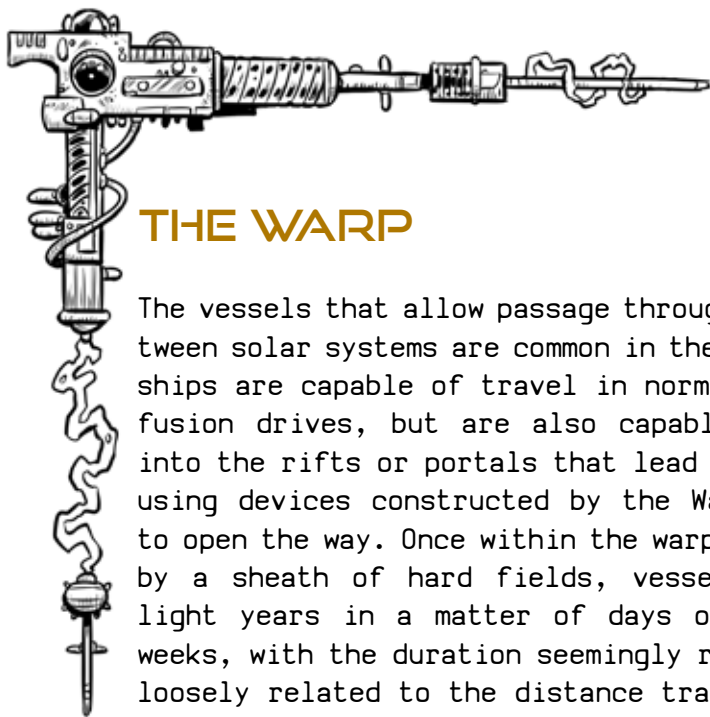 THE WARP
The vessels that allow passage throug
tween solar systems are common in the
ships are capable of travel in norm
fusion drives, but are also capabl
into the rifts or portals that lead
using devices constructed by the Wa
to open the way. Once within the warp
by a sheath of hard fields, vesse
light years in a matter of days o
weeks, with the duration seemingly r
loosely related to the distance tra